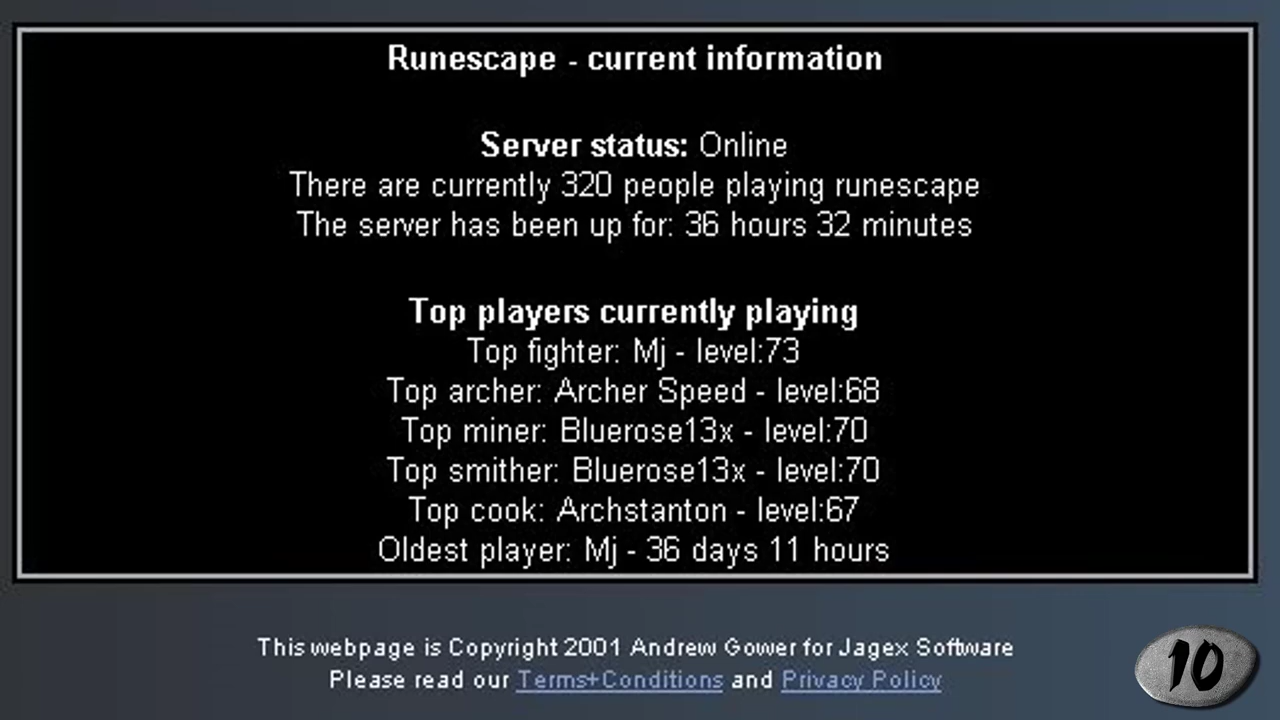 Runescape - current information
Server status: Online
There are currently 320 people playing runescape
The server has been up for: 36 hours 32 minutes
Top players currently playing
Top fighter: Mj - level:73
Top archer: Archer Speed - level:68
Top miner: Bluerose13x - level:70
Top smither: Bluerose13x - level:70
Top cook: Archstanton - level:67
Oldest player: Mj - 36 days 11 hours
This webpage is Copyright 2001 Andrew Gower for Jagex Software
Please read our Terms+Conditions and Privacy Policy
10